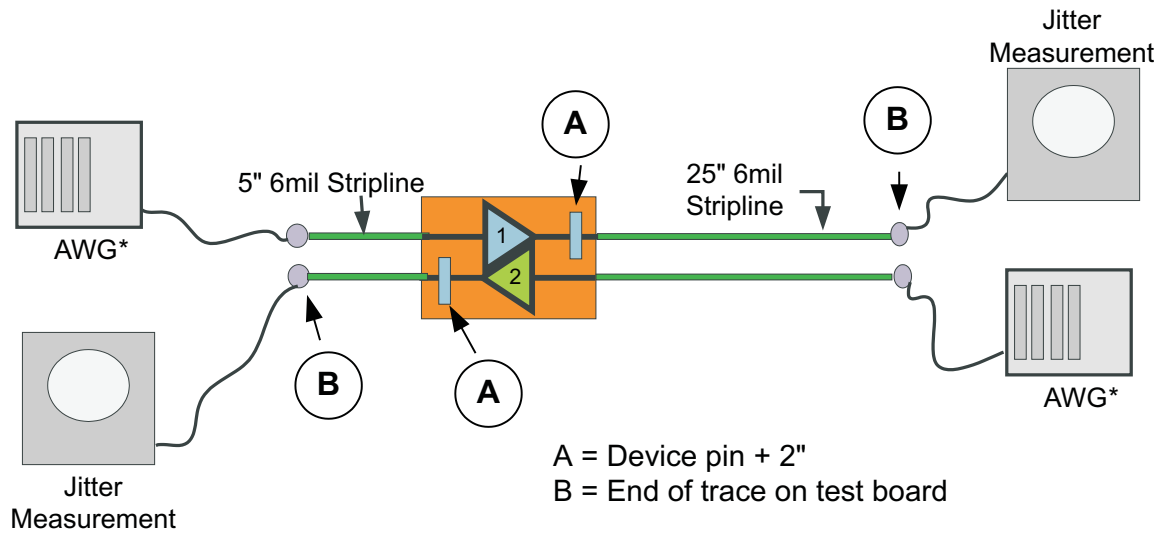 Jitter
Measurement
A
B
5" 6mil Stripline
25" 6mil
Stripline
AWG*
1
2
B
A
AWG*
A = Device pin + 2"
B = End of trace on test board
Jitter
Measurement